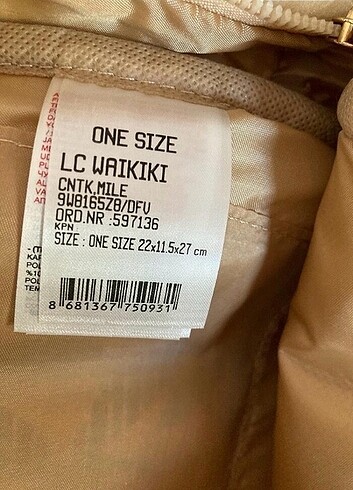 ONE SIZE
LC WAIKIKI
CNTK,MILE
9W8165Z8/DFV
ORD.NR :597136
KPN
SIZE : ONE SIZE 22x11.5x27 cm
8 681367 750931